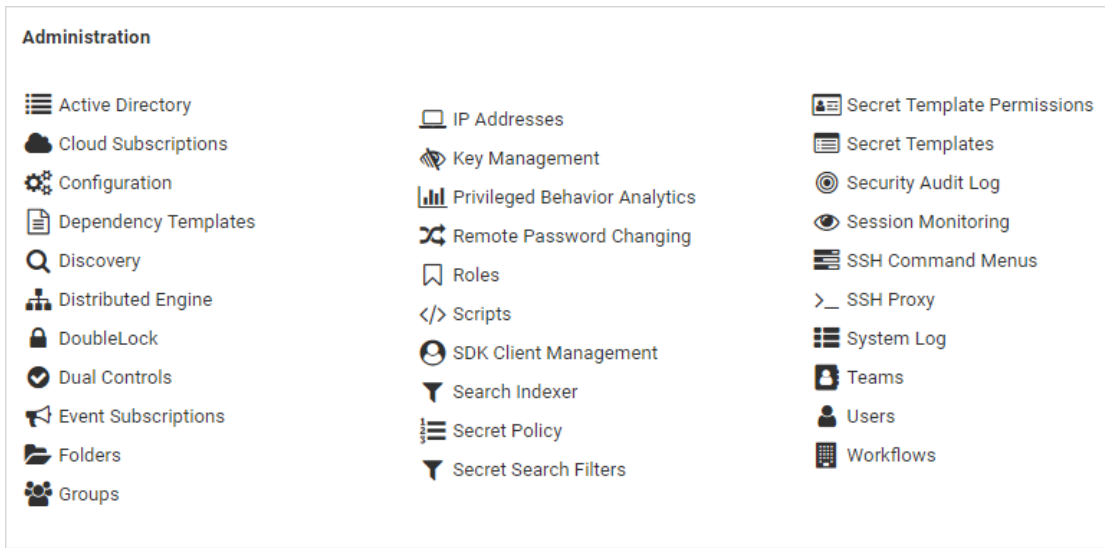 Administration
Active Directory
Cloud Subscriptions
Configuration
Dependency Templates
Discovery
Distributed Engine
DoubleLock
Dual Controls
Event Subscriptions
Folders
Groups
IP Addresses
Key Management
Privileged Behavior Analytics
Remote Password Changing
Roles
Scripts
SDK Client Management
Search Indexer
Secret Policy
Secret Search Filters
Secret Template Permissions
Secret Templates
Security Audit Log
Session Monitoring
SSH Command Menus
SSH Proxy
System Log
Teams
Users
Workflows